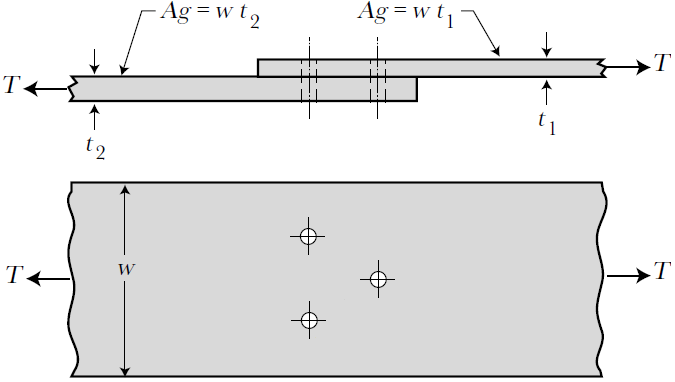 Ag = w t2
Ag = w t1
T
T
t2
t1
T
w
T